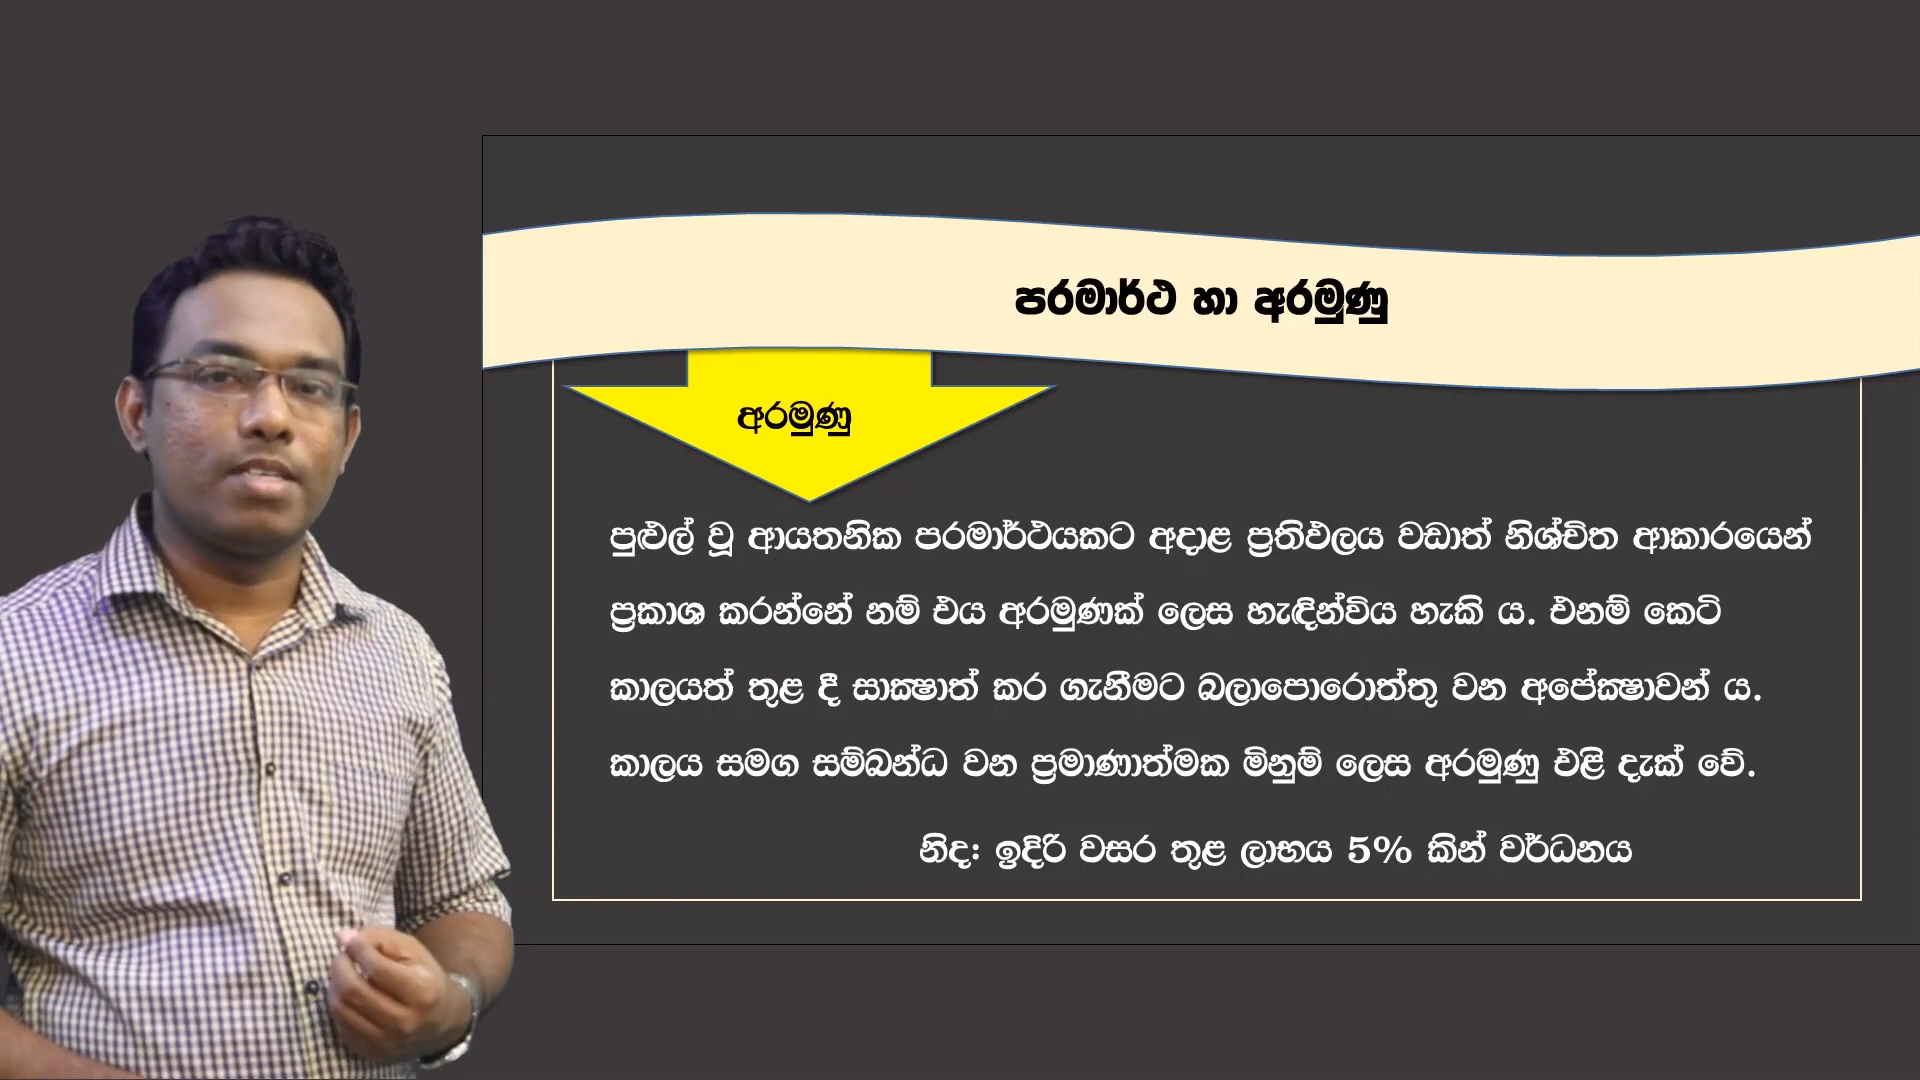 පරමාර්ථ හා අරමුණු
අරමුණු
පුළුල් වූ ආයතනික පරමාර්ථයකට අදාළ ප්‍රතිඵලය වඩාත් නිශ්චිත ආකාරයෙන්
ප්‍රකාශ කරන්නේ නම් එය අරමුණක් ලෙස හැඳින්විය හැකි ය. එනම් කෙටි
කාලයත් තුළ දී සාක්‍ෂාත් කර ගැනීමට බලාපොරොත්තු වන අපේක්‍ෂාවන් ය.
කාලය සමග සම්බන්ධ වන ප්‍රමාණාත්මක මිනුම් ලෙස අරමුණු එළි දැක් වේ.
නිද: ඉදිරි වසර තුළ ලාභය 5% කින් වර්ධනය